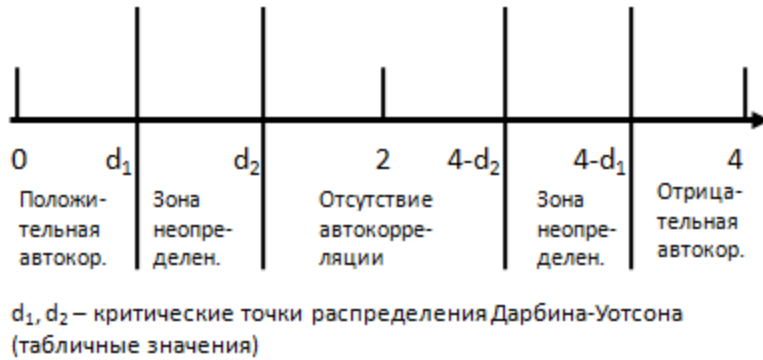 0 d₁ d₂ 2 4-d₂ 4-d₁ 4
Положи-
тельная
автокор.
Зона
неопре-
делен.
Отсутствие
автокорре-
ляции
Зона
неопре-
делен.
Отрица-
тельная
автокор.
d₁, d₂ – критические точки распределения Дарбина-Уотсона
(табличные значения)